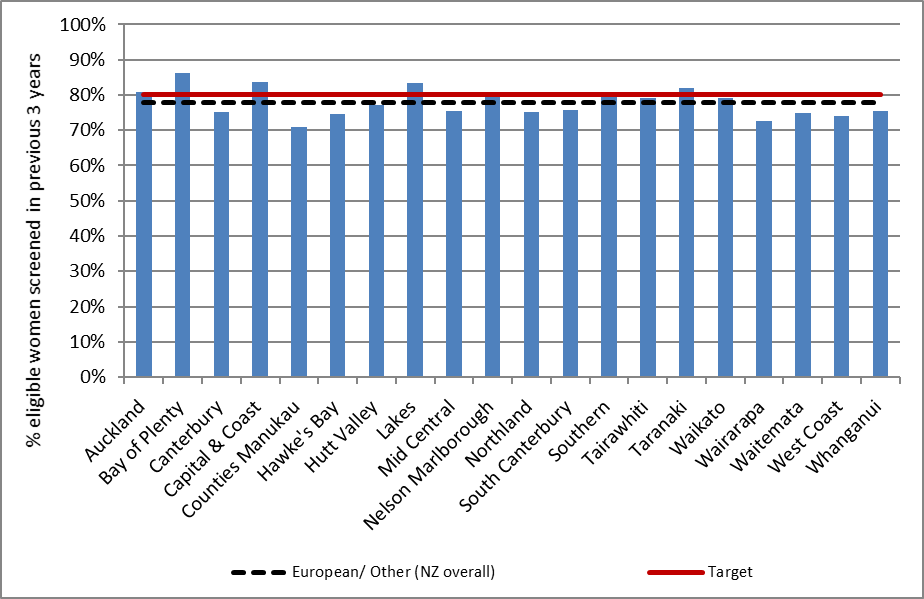 % eligible women screened in previous 3 years
100%
90%
80%
70%
60%
50%
40%
30%
20%
10%
0%
Auckland
Bay of Plenty
Canterbury
Capital & Coast
Counties Manukau
Hawke's Bay
Hutt Valley
Lakes
Mid Central
Nelson Marlborough
Northland
South Canterbury
Southern
Tairawhiti
Taranaki
Waikato
Wairarapa
Waitemata
West Coast
Whanganui
European/ Other (NZ overall)
Target